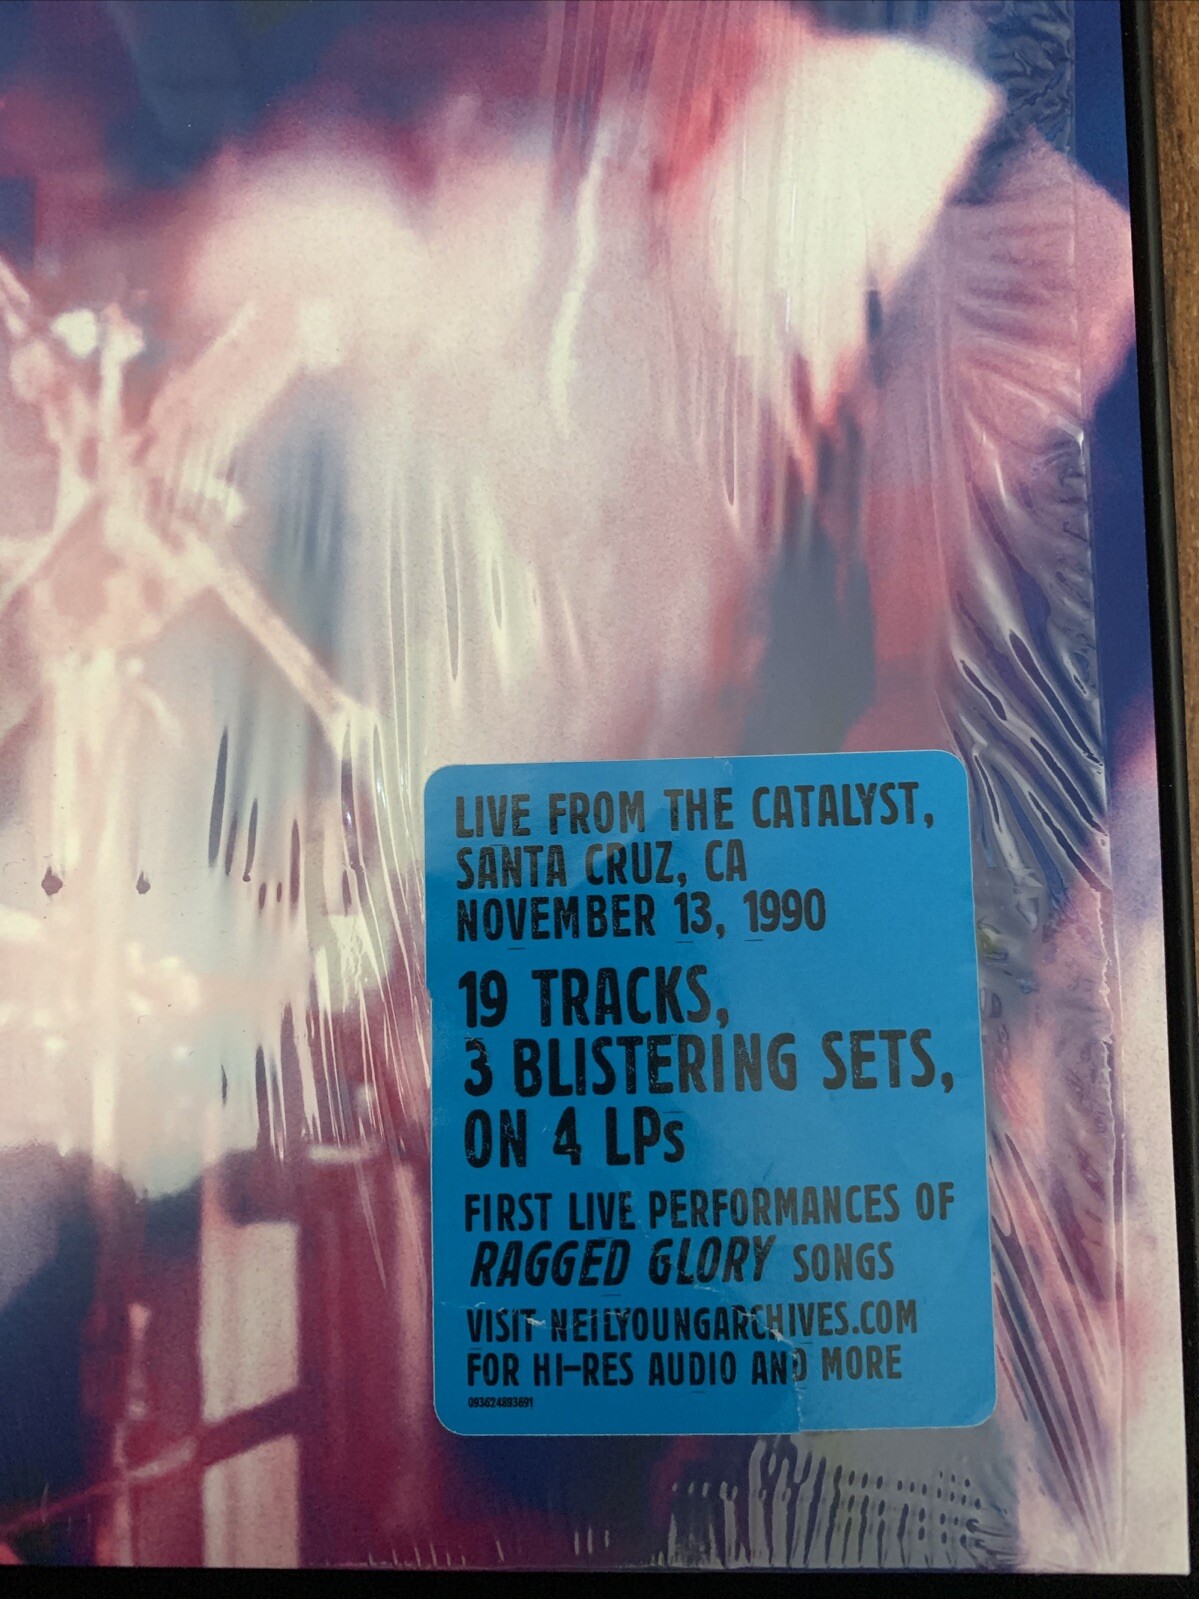 LIVE FROM THE CATALYST,
SANTA CRUZ, CA
NOVEMBER 13, 1990
19 TRACKS,
3 BLISTERING SETS,
ON 4 LPs
FIRST LIVE PERFORMANCES OF
RAGGED GLORY SONGS
VISIT NEILYOUNGARCHIVES.COM
FOR HI-RES AUDIO AND MORE
093624893691